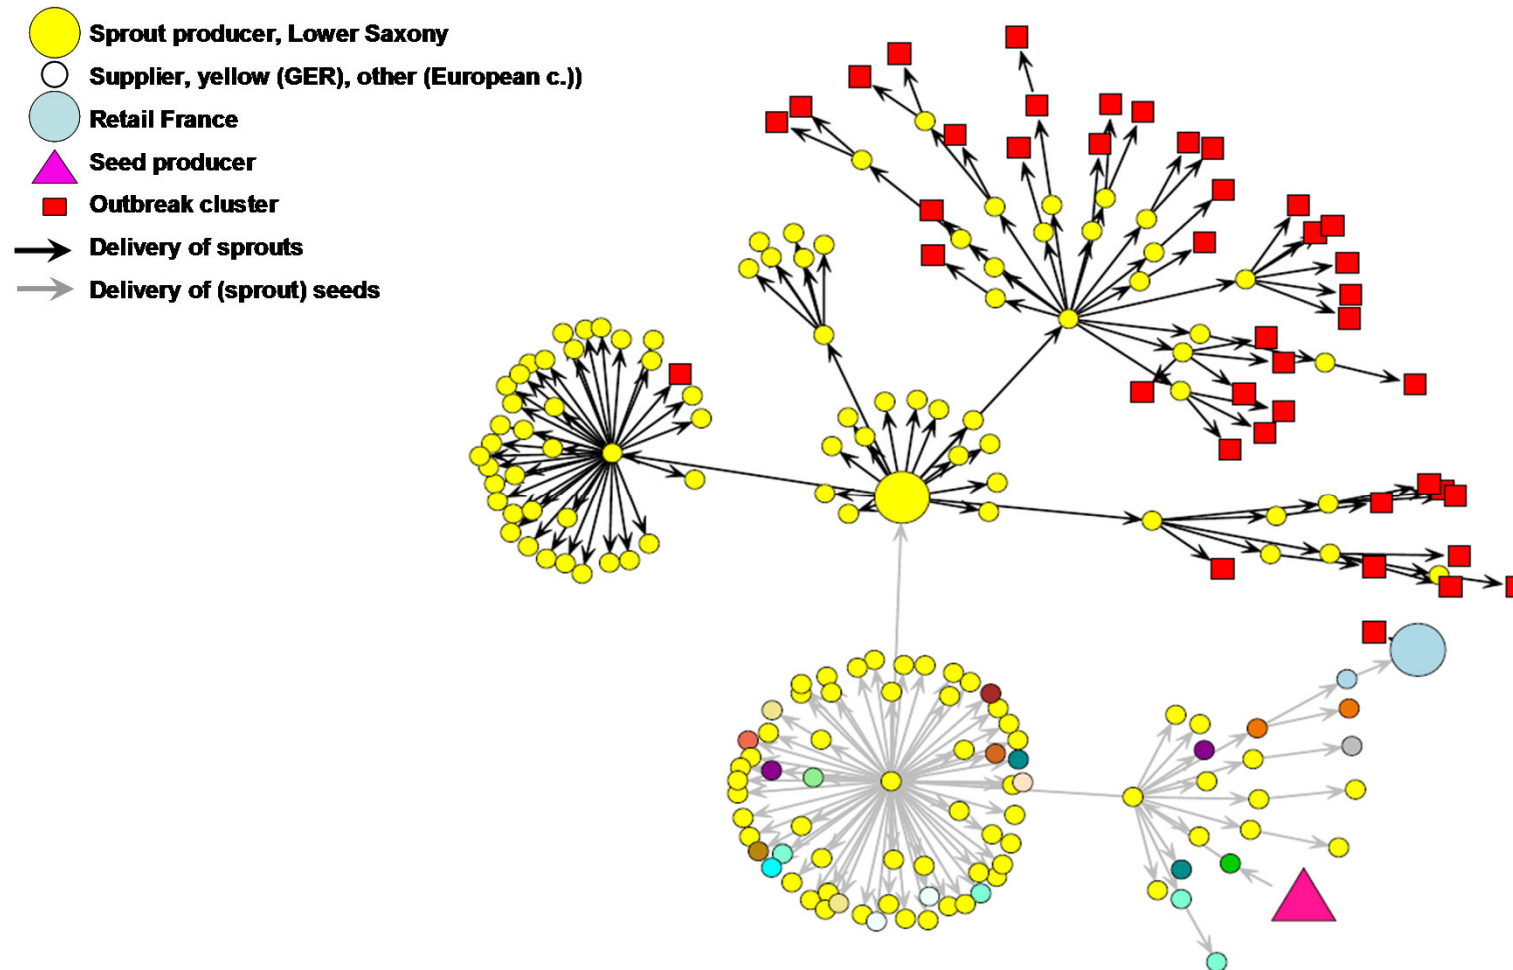 Sprout producer, Lower Saxony
Supplier, yellow (GER), other (European c.))
Retail France
Seed producer
Outbreak cluster
Delivery of sprouts
Delivery of (sprout) seeds